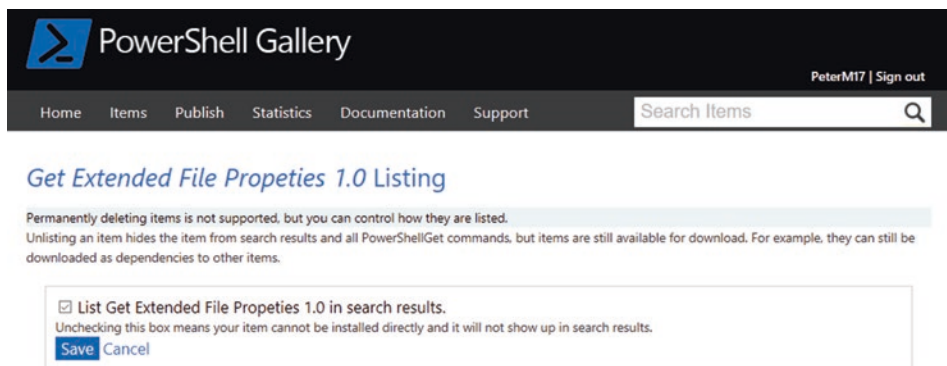 PowerShell Gallery
PeterM17 | Sign out
Home Items Publish Statistics Documentation Support Search Items
Get Extended File Propeties 1.0 Listing
Permanently deleting items is not supported, but you can control how they are listed.
Unlisting an item hides the item from search results and all PowerShellGet commands, but items are still available for download. For example, they can still be
downloaded as dependencies to other items.
List Get Extended File Propeties 1.0 in search results.
Unchecking this box means your item cannot be installed directly and it will not show up in search results.
Save Cancel